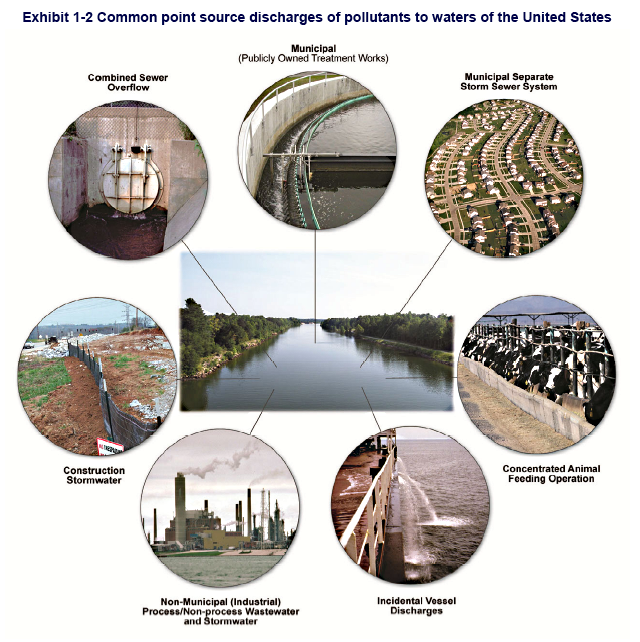 Exhibit 1-2 Common point source discharges of pollutants to waters of the United States
Municipal
(Publicly Owned Treatment Works)
Combined Sewer
Overflow
Municipal Separate
Storm Sewer System
Construction
Stormwater
Concentrated Animal
Feeding Operation
Non-Municipal (Industrial)
Process/Non-process Wastewater
and Stormwater
Incidental Vessel
Discharges